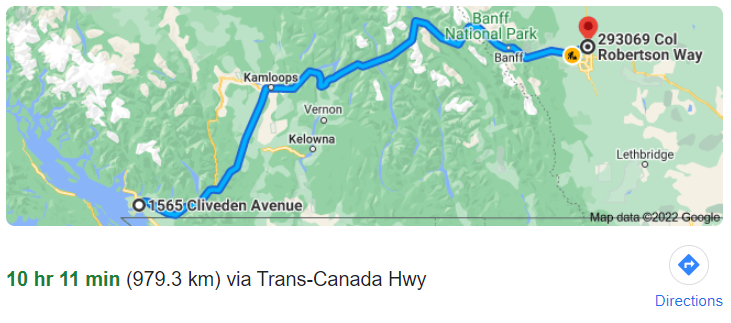 Banff
National Park
293069 Col
Robertson Way
Banff
Kamloops
Vernon
Kelowna
Lethbridge
1565 Cliveden Avenue
Map data ©2022 Google
10 hr 11 min (979.3 km) via Trans-Canada Hwy
Directions